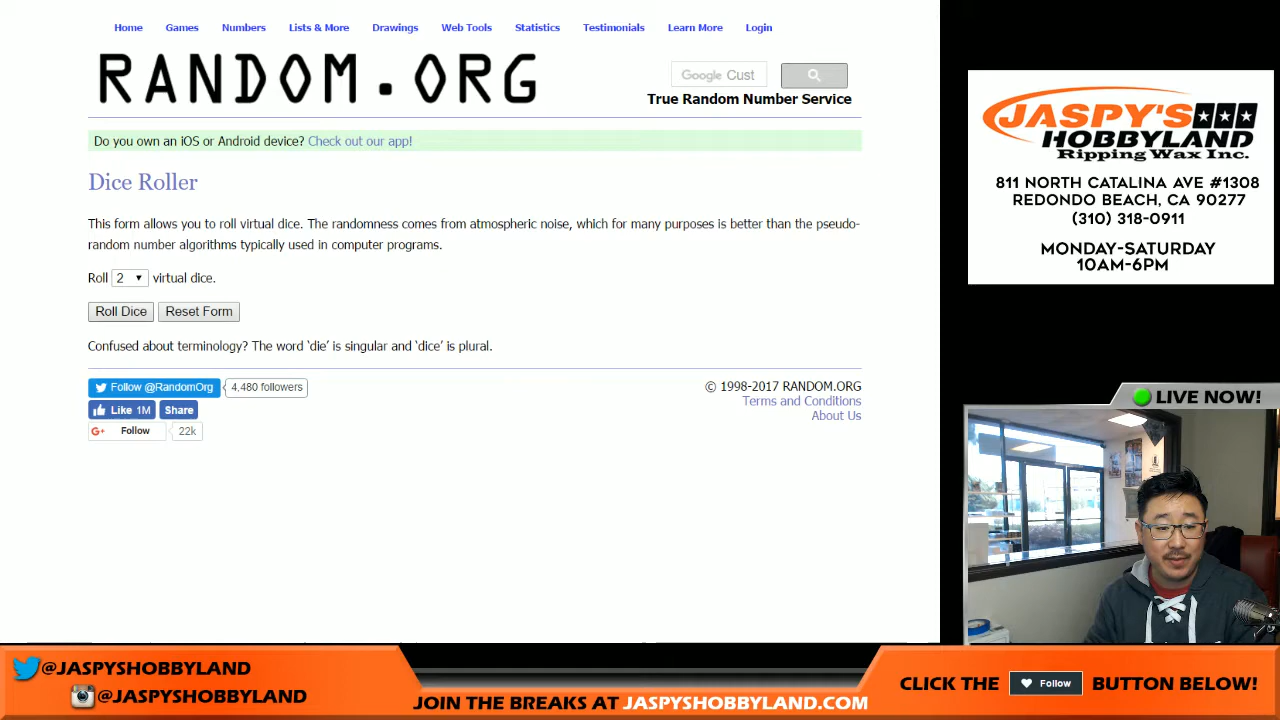 Home Games Numbers Lists & More Drawings Web Tools Statistics Testimonials Learn More Login
RANDOM.ORG
Google Cust
True Random Number Service
Do you own an iOS or Android device? Check out our app!
Dice Roller
This form allows you to roll virtual dice. The randomness comes from atmospheric noise, which for many purposes is better than the pseudo-
random number algorithms typically used in computer programs.
Roll 2 virtual dice.
Roll Dice Reset Form
Confused about terminology? The word ‘die’ is singular and ‘dice’ is plural.
Follow @RandomOrg 4,480 followers
Like 1M Share
G+ Follow 22k
© 1998-2017 RANDOM.ORG
Terms and Conditions
About Us
JASPY'S
HOBBYLAND
Ripping Wax Inc.
811 NORTH CATALINA AVE #1308
REDONDO BEACH, CA 90277
(310) 318-0911
MONDAY-SATURDAY
10AM-6PM
LIVE NOW!
@JASPYSHOBBYLAND
@JASPYSHOBBYLAND
JOIN THE BREAKS AT JASPYSHOBBYLAND.COM
CLICK THE Follow BUTTON BELOW!